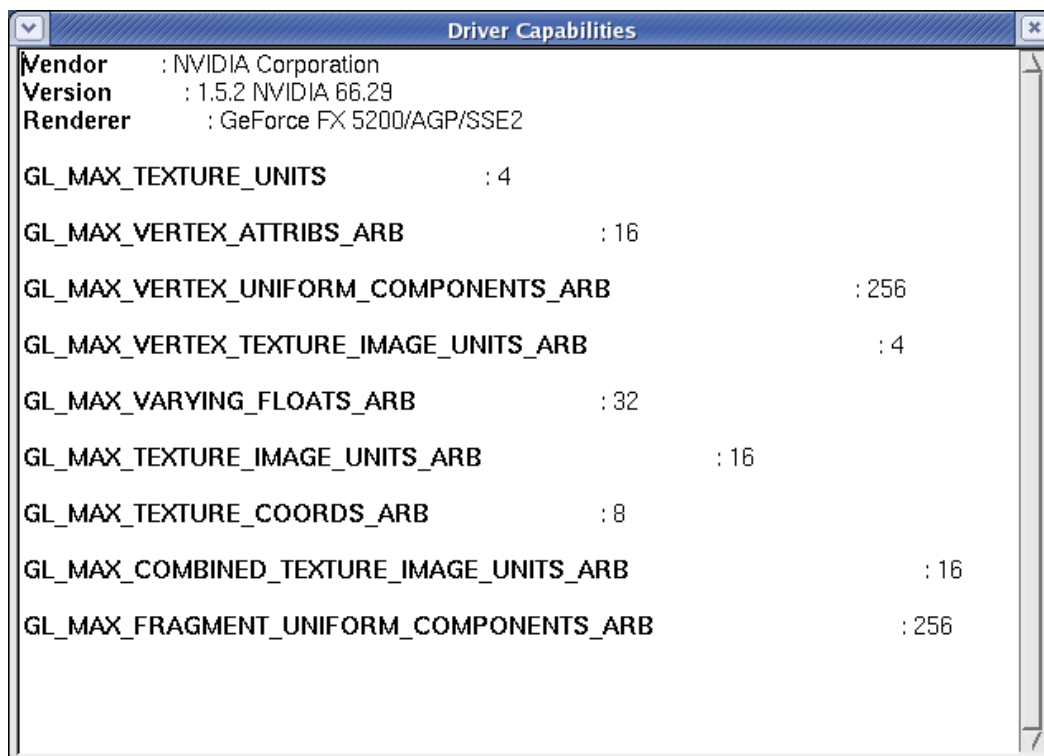 Driver Capabilities
Vendor : NVIDIA Corporation
Version : 1.5.2 NVIDIA 66.29
Renderer : GeForce FX 5200/AGP/SSE2
GL_MAX_TEXTURE_UNITS : 4
GL_MAX_VERTEX_ATTRIBS_ARB : 16
GL_MAX_VERTEX_UNIFORM_COMPONENTS_ARB : 256
GL_MAX_VERTEX_TEXTURE_IMAGE_UNITS_ARB : 4
GL_MAX_VARYING_FLOATS_ARB : 32
GL_MAX_TEXTURE_IMAGE_UNITS_ARB : 16
GL_MAX_TEXTURE_COORDS_ARB : 8
GL_MAX_COMBINED_TEXTURE_IMAGE_UNITS_ARB : 16
GL_MAX_FRAGMENT_UNIFORM_COMPONENTS_ARB : 256